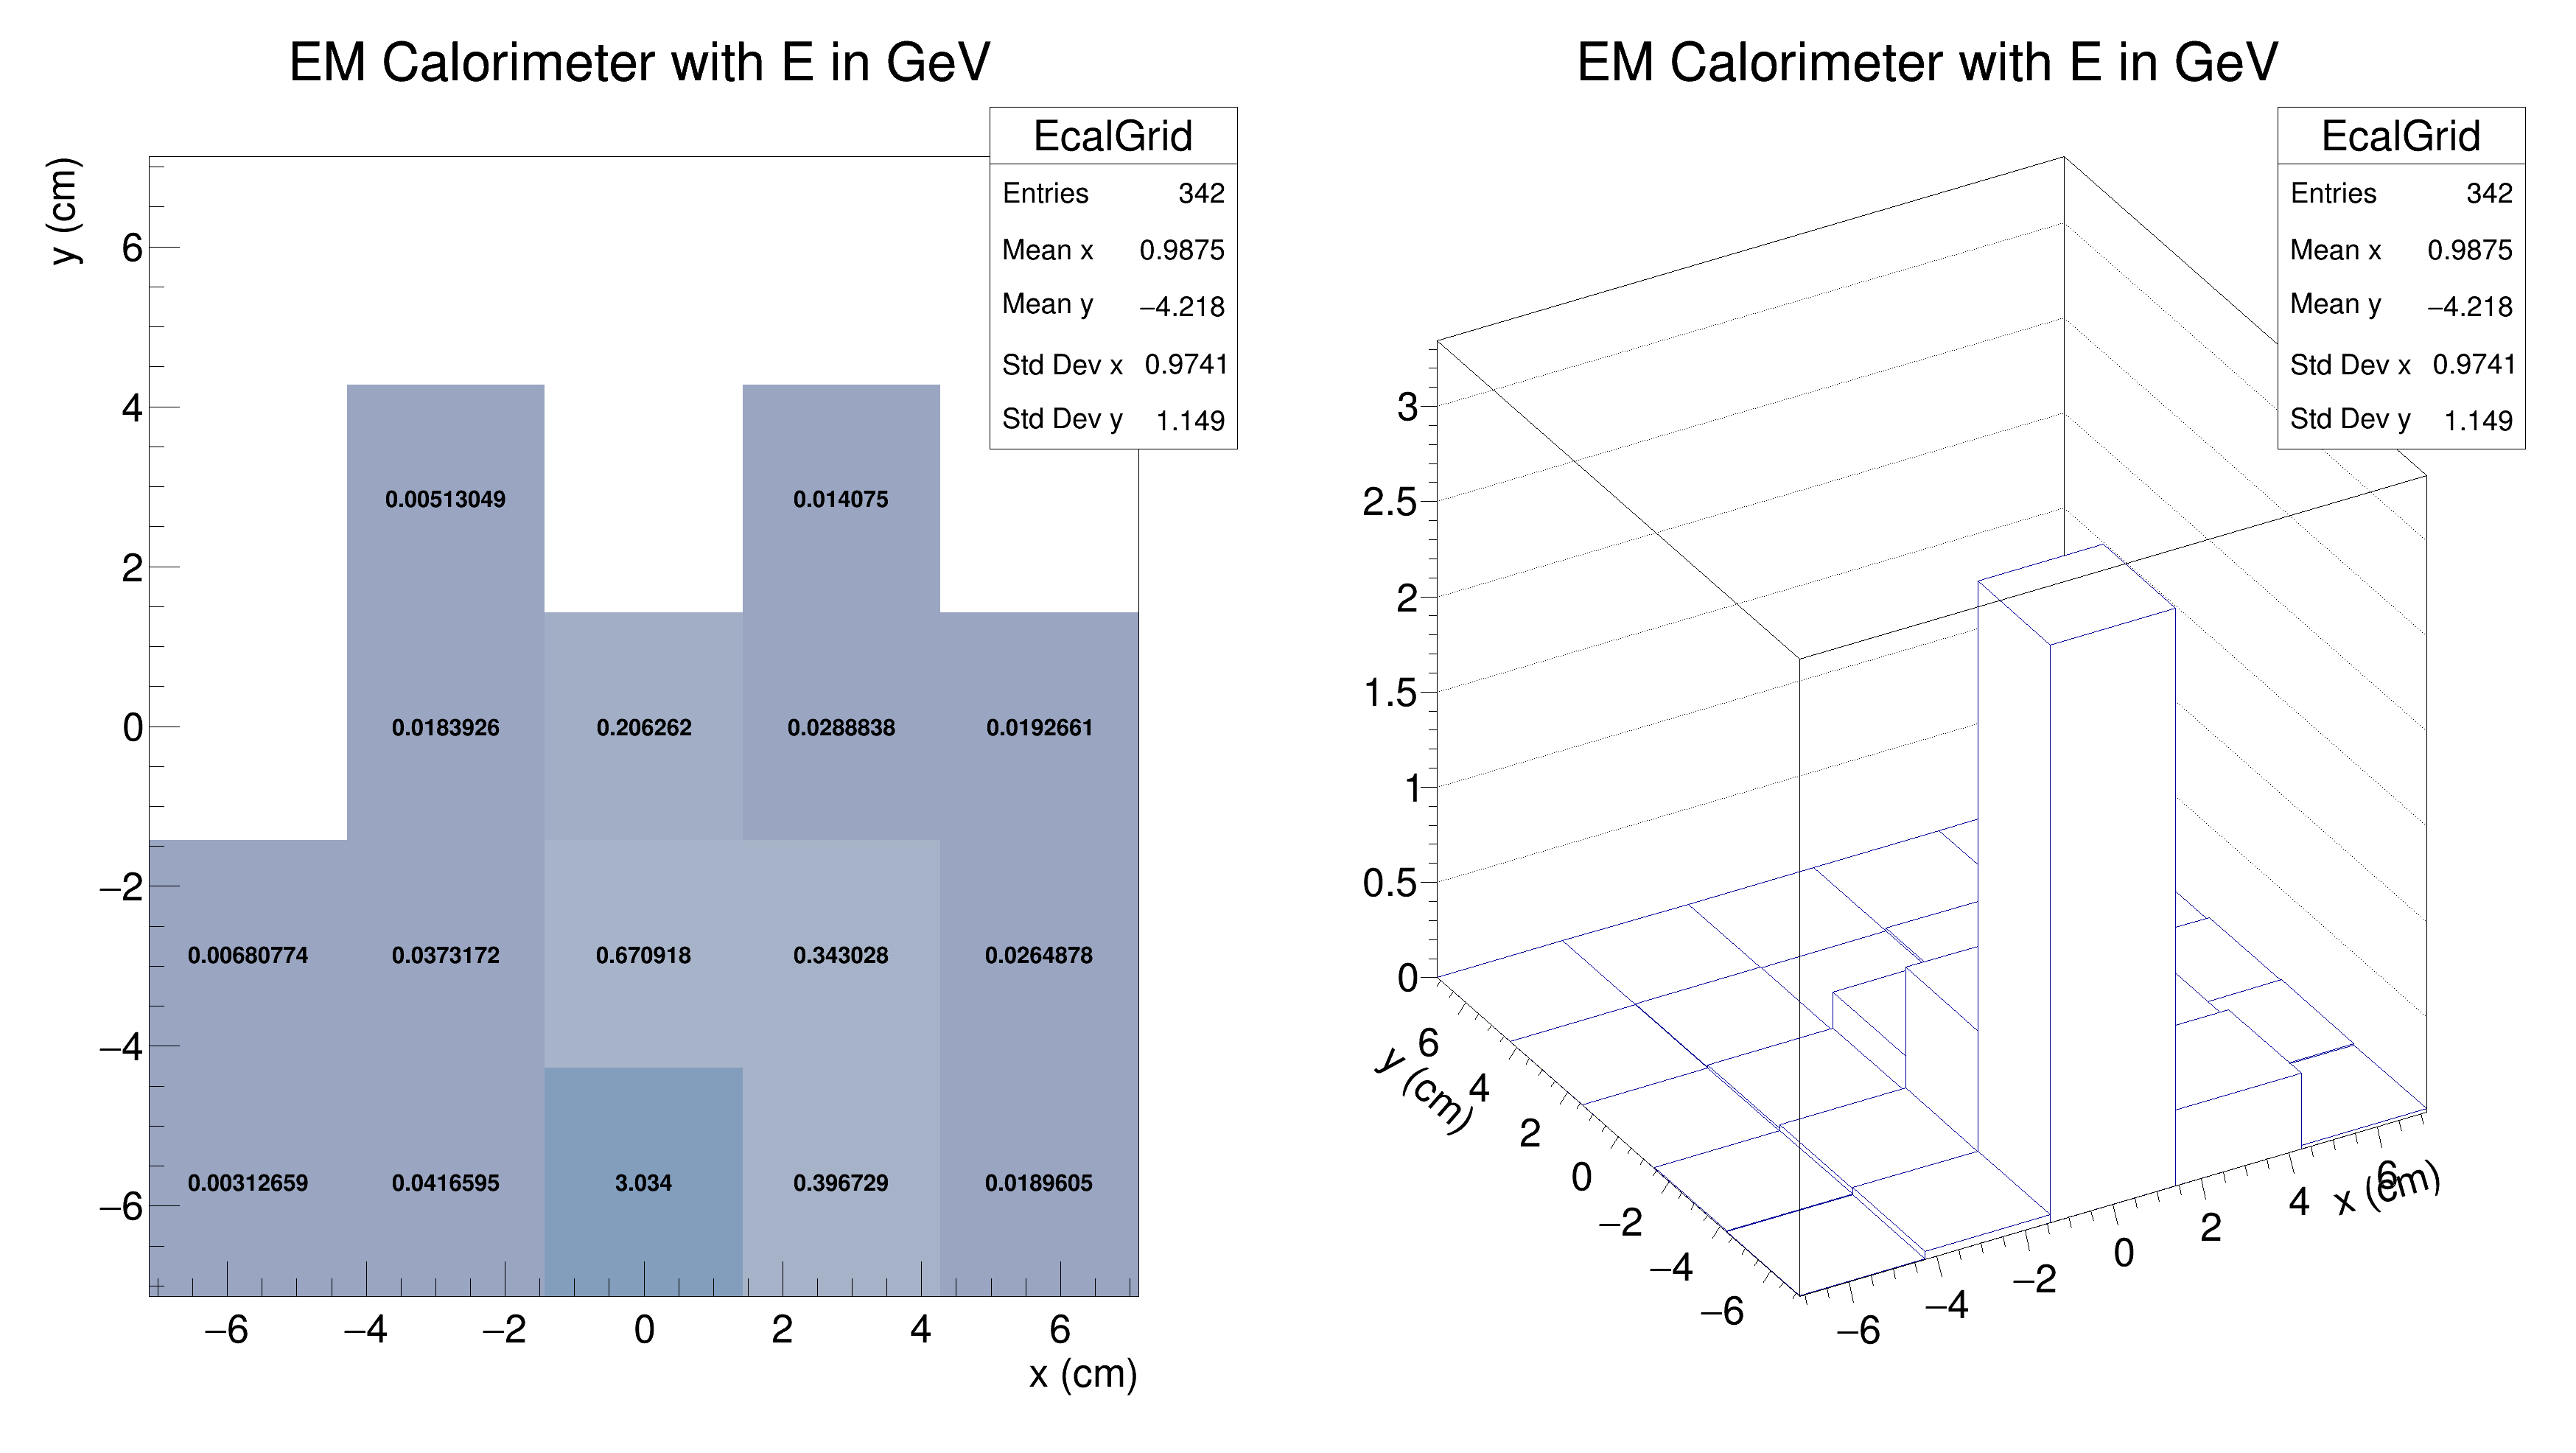 EM Calorimeter with E in GeV
EcalGrid
Entries 342
Mean x 0.9875
Mean y −4.218
Std Dev x 0.9741
Std Dev y 1.149
y (cm)
6
4
2
0
−2
−4
−6
0.00513049 0.014075
0.0183926 0.206262 0.0288838 0.0192661
0.00680774 0.0373172 0.670918 0.343028 0.0264878
0.00312659 0.0416595 3.034 0.396729 0.0189605
−6 −4 −2 0 2 4 6
x (cm)
EM Calorimeter with E in GeV
EcalGrid
Entries 342
Mean x 0.9875
Mean y −4.218
Std Dev x 0.9741
Std Dev y 1.149
3
2.5
2
1.5
1
0.5
0
6
4
2
0
−2
−4
−6
y (cm)
−6
−4
−2
0
2
4
6
x (cm)